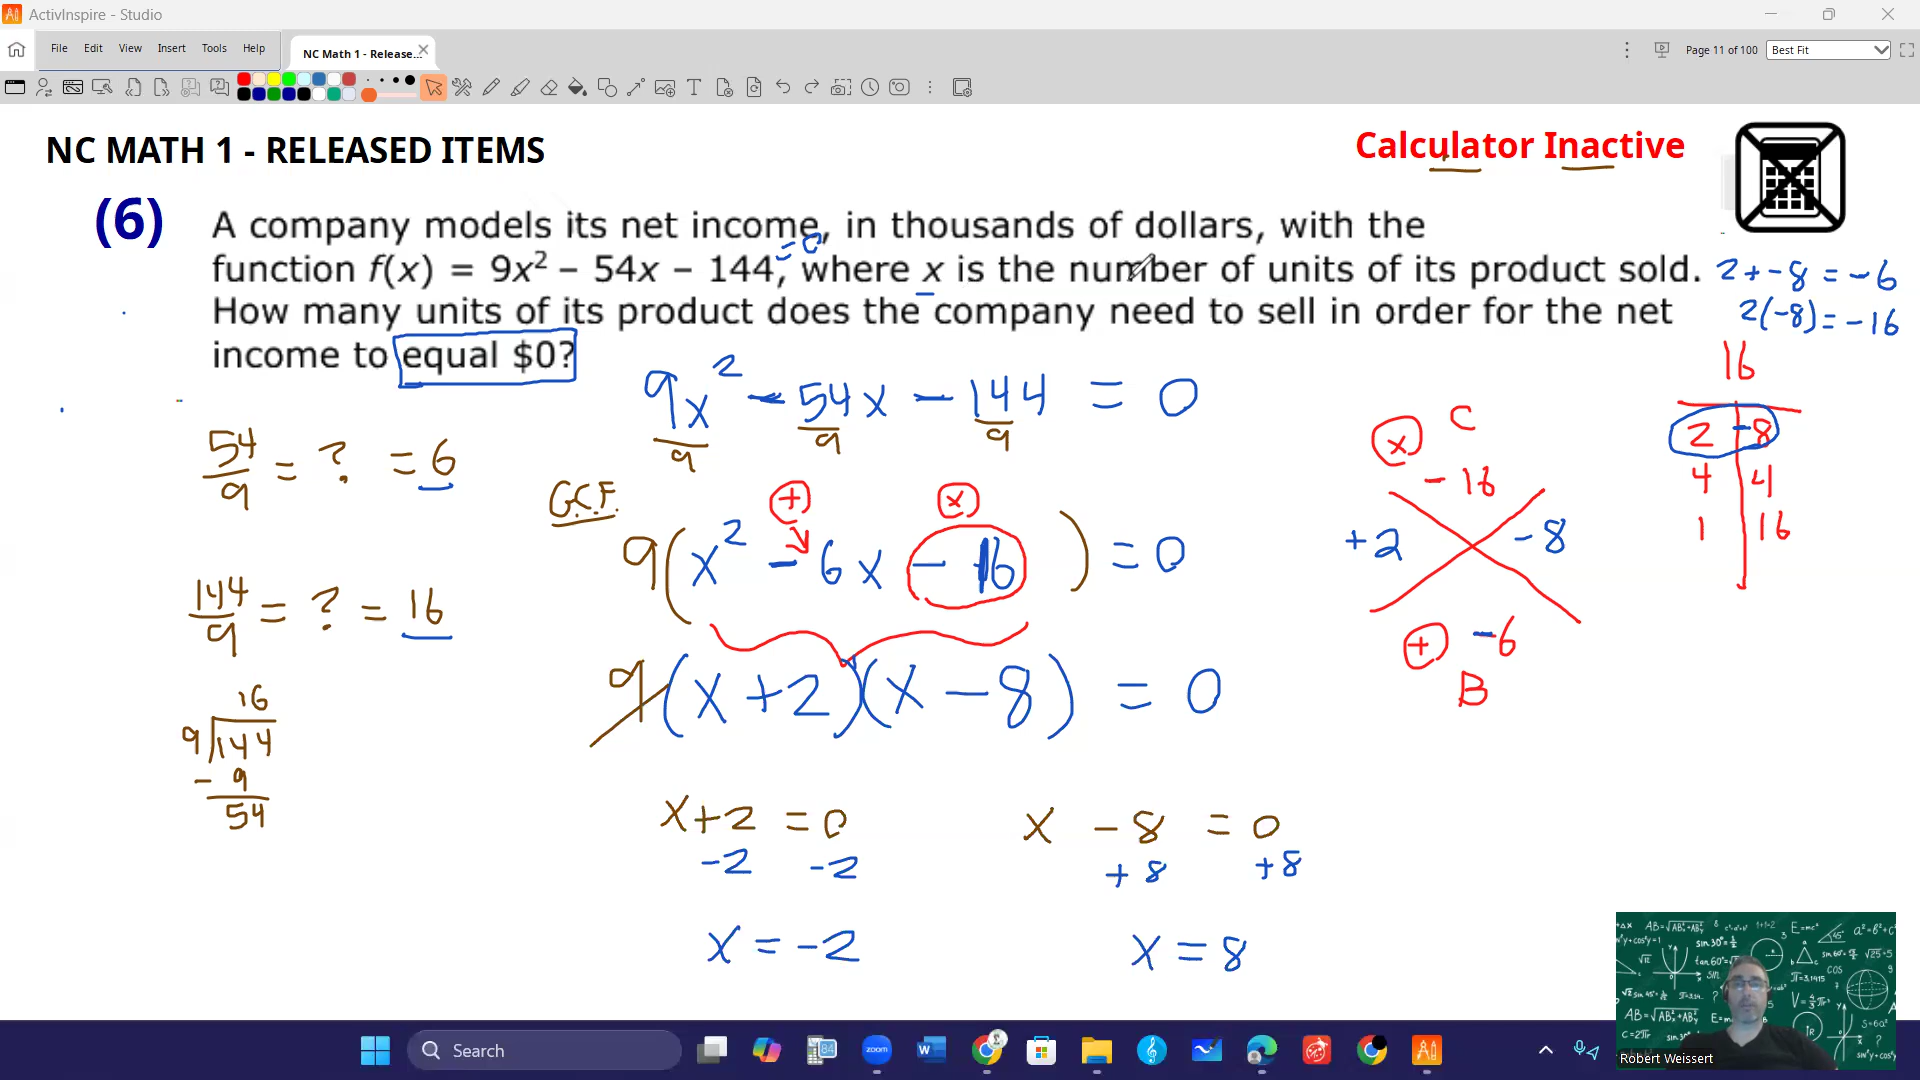 ActivInspire - Studio
File Edit View Insert Tools Help
NC Math 1 - Release...
Page 11 of 100
Best Fit
NC MATH 1 - RELEASED ITEMS
Calculator Inactive
(6)
A company models its net income, in thousands of dollars, with the
function f(x) = 9x² − 54x − 144, where x is the number of units of its product sold.
= 0
How many units of its product does the company need to sell in order for the net
income to equal $0?
2 + -8 = -6
2(-8) = -16
9x² - 54x - 144 = 0
9 9 9
54/9 = ? = 6
G.C.F.
+ x
9(x² - 6x - 16) = 0
144/9 = ? = 16
9(x + 2)(x - 8) = 0
16
9)144
- 9
54
x C
- 16
+2 -8
+ -6
B
16
2 -8
4 4
1 16
x+2 = 0
-2 -2
x = -2
x - 8 = 0
+ 8 +8
x = 8
Robert Weissert
Search
zoom